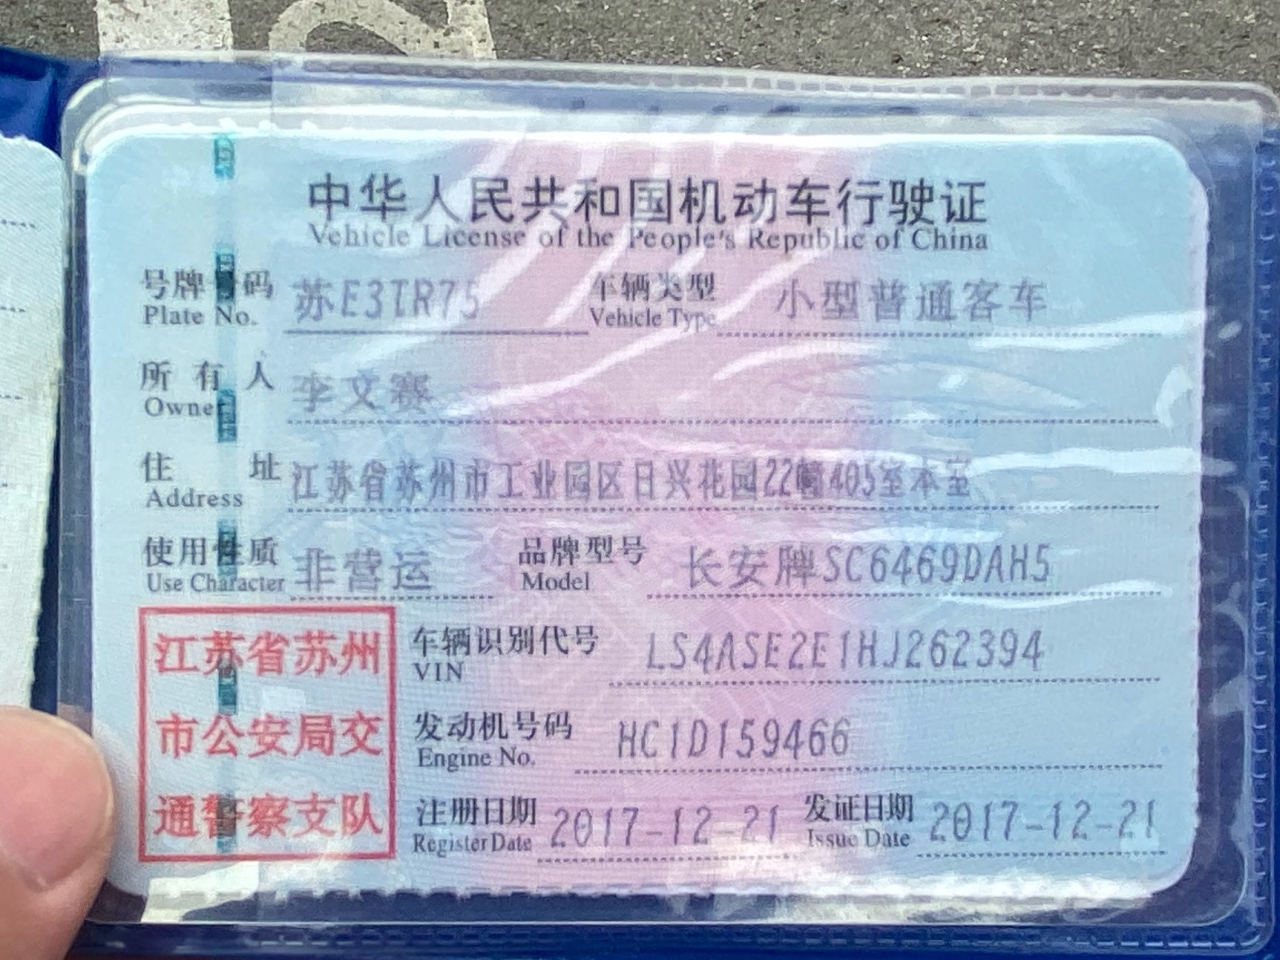 中华人民共和国机动车行驶证
Vehicle License of the People's Republic of China
号牌号码 苏E3TR75 车辆类型 小型普通客车
Plate No. Vehicle Type
所有人 李文赛
Owner
住址 江苏省苏州市工业园区日兴花园22幢405室本室
Address
使用性质 非营运 品牌型号 长安牌SC6469DAH5
Use Character Model
江苏省苏州
市公安局交
通警察支队
车辆识别代号 LS4ASE2E1HJ262394
VIN
发动机号码 HC1D159466
Engine No.
注册日期 2017-12-21 发证日期 2017-12-21
Register Date Issue Date